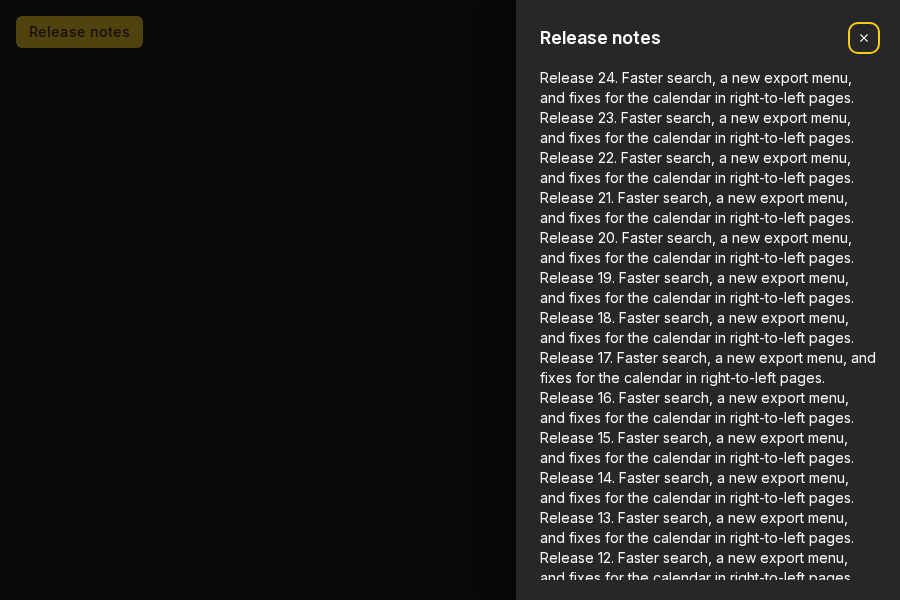 Release notes
Release notes
Release 24. Faster search, a new export menu,
and fixes for the calendar in right-to-left pages.
Release 23. Faster search, a new export menu,
and fixes for the calendar in right-to-left pages.
Release 22. Faster search, a new export menu,
and fixes for the calendar in right-to-left pages.
Release 21. Faster search, a new export menu,
and fixes for the calendar in right-to-left pages.
Release 20. Faster search, a new export menu,
and fixes for the calendar in right-to-left pages.
Release 19. Faster search, a new export menu,
and fixes for the calendar in right-to-left pages.
Release 18. Faster search, a new export menu,
and fixes for the calendar in right-to-left pages.
Release 17. Faster search, a new export menu, and
fixes for the calendar in right-to-left pages.
Release 16. Faster search, a new export menu,
and fixes for the calendar in right-to-left pages.
Release 15. Faster search, a new export menu,
and fixes for the calendar in right-to-left pages.
Release 14. Faster search, a new export menu,
and fixes for the calendar in right-to-left pages.
Release 13. Faster search, a new export menu,
and fixes for the calendar in right-to-left pages.
Release 12. Faster search, a new export menu,
and fixes for the calendar in right-to-left pages.